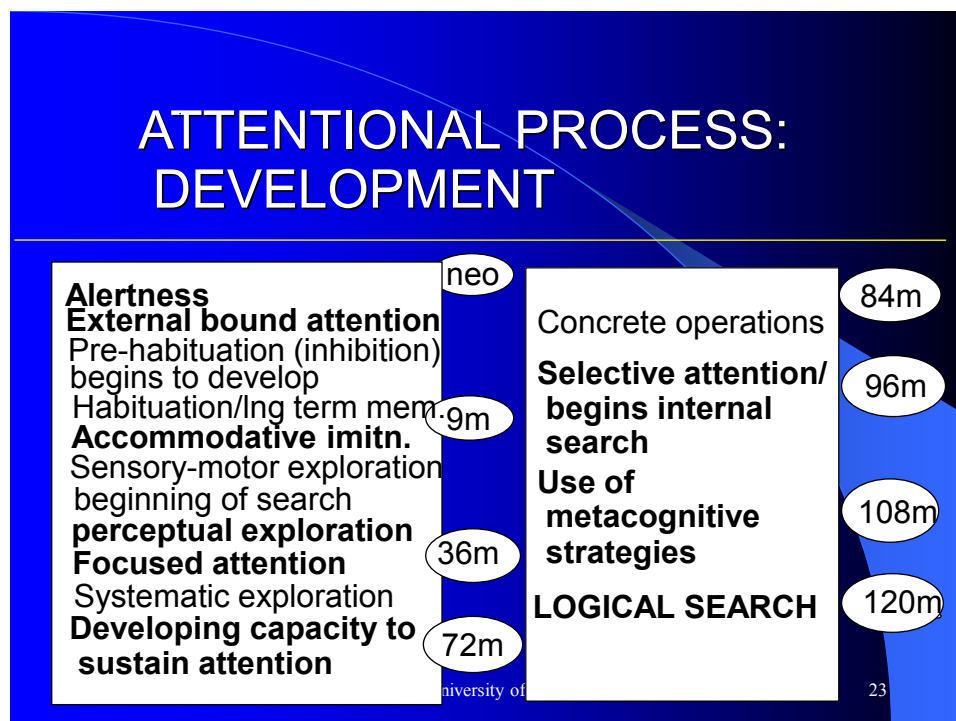 ATTENTIONAL PROCESS:
DEVELOPMENT
neo
Alertness
External bound attention
Pre-habituation (inhibition)
begins to develop
Habituation/lng term mem.
9m
Accommodative imitn.
Sensory-motor exploration
beginning of search
perceptual exploration
Focused attention
36m
Systematic exploration
Developing capacity to
sustain attention
72m
84m
Concrete operations
Selective attention/
begins internal
search
96m
Use of
metacognitive
strategies
108m
LOGICAL SEARCH
120m
of
23